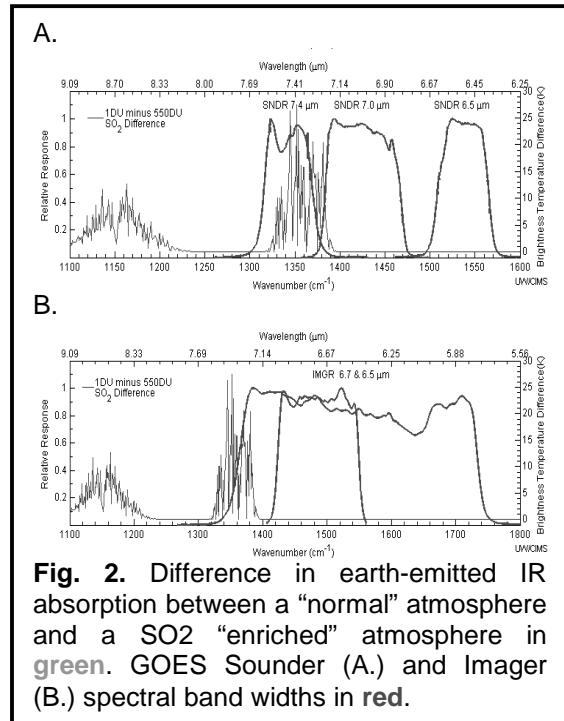 A.
Wavelength (μm)
9.09 8.70 8.33 8.00 7.69 7.41 7.14 6.90 6.67 6.45 6.25
SNDR 7.4 μm SNDR 7.0 μm SNDR 6.5 μm
1DU minus 550DU
SO2 Difference
Relative Response
1
0.8
0.6
0.4
0.2
30
25
20
15
10
5
0
Brightness Temperature Difference(K)
1100 1150 1200 1250 1300 1350 1400 1450 1500 1550 1600
Wavenumber (cm-1)
UW/CIMS
B.
Wavelength (μm)
9.09 8.33 7.69 7.14 6.67 6.25 5.88 5.56
IMGR 6.7 & 6.5 μm
1DU minus 550DU
SO2 Difference
Relative Response
1
0.8
0.6
0.4
0.2
30
25
20
15
10
5
0
Brightness Temperature Difference(K)
1100 1200 1300 1400 1500 1600 1700 1800
Wavenumber (cm-1)
UW/CIMS
Fig. 2. Difference in earth-emitted IR
absorption between a “normal” atmosphere
and a SO2 “enriched” atmosphere in
green. GOES Sounder (A.) and Imager
(B.) spectral band widths in red.